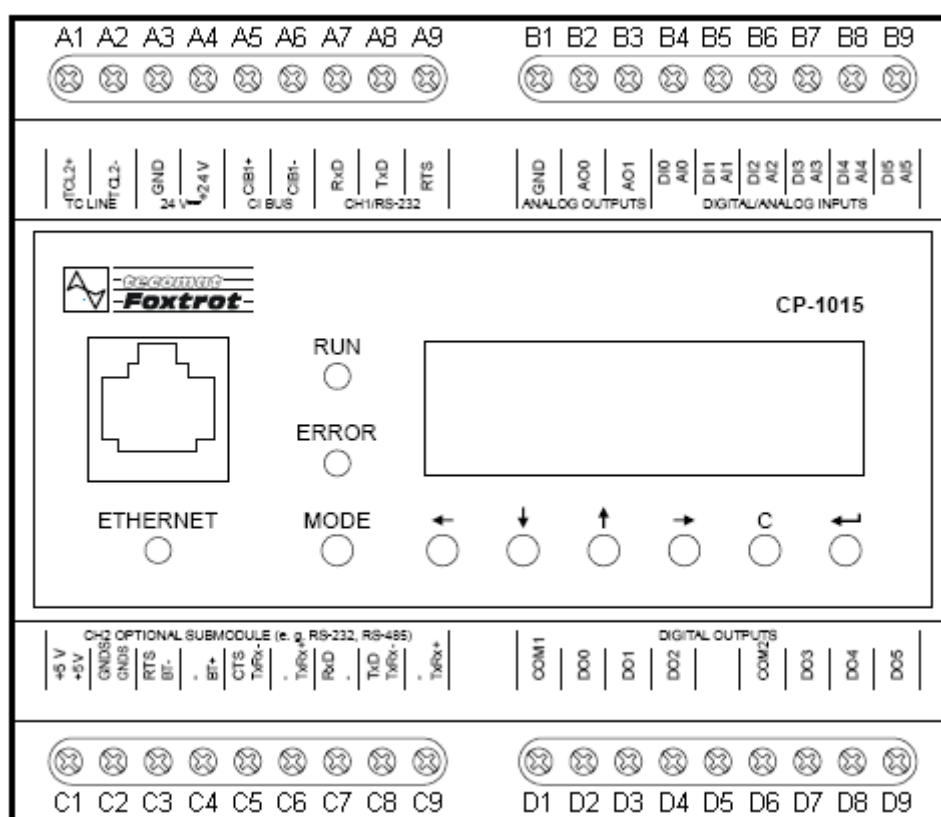 A1 A2 A3 A4 A5 A6 A7 A8 A9
B1 B2 B3 B4 B5 B6 B7 B8 B9
TCL2+ TCL2- GND +24 V CIB1+ CIB1- RxD TxD RTS
TC LINE 24 V CI BUS CH1/RS-232
GND AO0 AO1 DI0 AI0 DI1 AI1 DI2 AI2 DI3 AI3 DI4 AI4 DI5 AI5
ANALOG OUTPUTS DIGITAL/ANALOG INPUTS
tecomat
Foxtrot
CP-1015
RUN
ERROR
ETHERNET
MODE
← ↓ ↑ → C ↵
CH2 OPTIONAL SUBMODULE (e. g. RS-232, RS-485)
+5 V +5 V GNDS GNDS RTS BT- - BT+ CTS TxRx- - TxRx+ RxD - TxD TxRx- - TxRx+
DIGITAL OUTPUTS
COM1 DO0 DO1 DO2 COM2 DO3 DO4 DO5
C1 C2 C3 C4 C5 C6 C7 C8 C9
D1 D2 D3 D4 D5 D6 D7 D8 D9